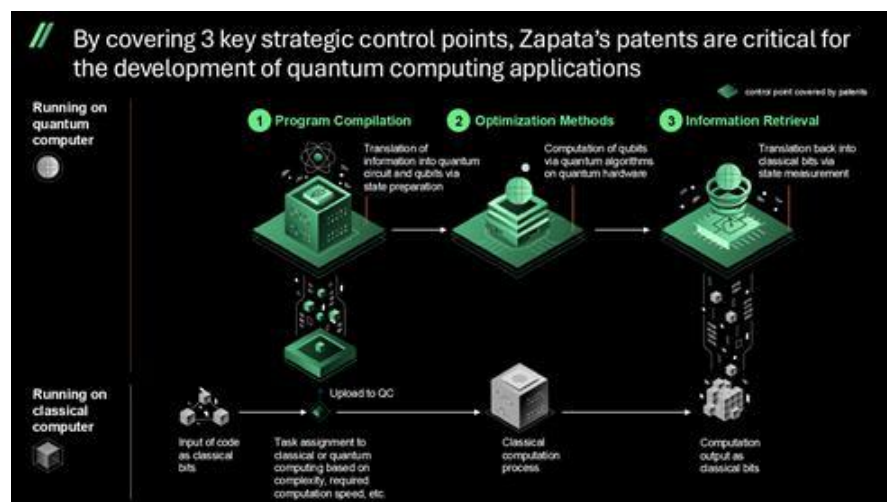 By covering 3 key strategic control points, Zapata's patents are critical for
the development of quantum computing applications
control point covered by patents
Running on
quantum
computer
1 Program Compilation
Translation of
information into quantum
circuit and qubits via
state preparation
2 Optimization Methods
Computation of qubits
via quantum algorithms
on quantum hardware
3 Information Retrieval
Translation back into
classical bits via
state measurement
Running on
classical
computer
Upload to QC
Input of code
as classical
bits
Task assignment to
classical or quantum
computing based on
complexity, required
computation speed, etc.
Classical
computation
process
Computation
output as
classical bits